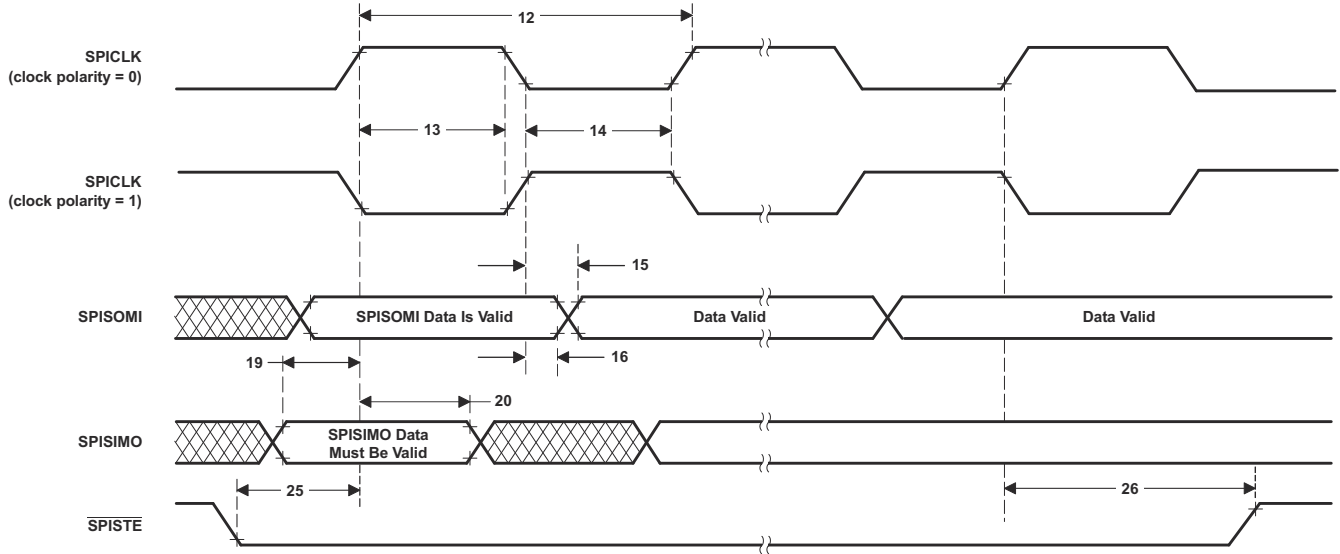 12
SPICLK
(clock polarity = 0)
13
14
SPICLK
(clock polarity = 1)
15
SPISOMI
SPISOMI Data Is Valid
Data Valid
Data Valid
19
16
20
SPISIMO
SPISIMO Data
Must Be Valid
25
26
SPISTE